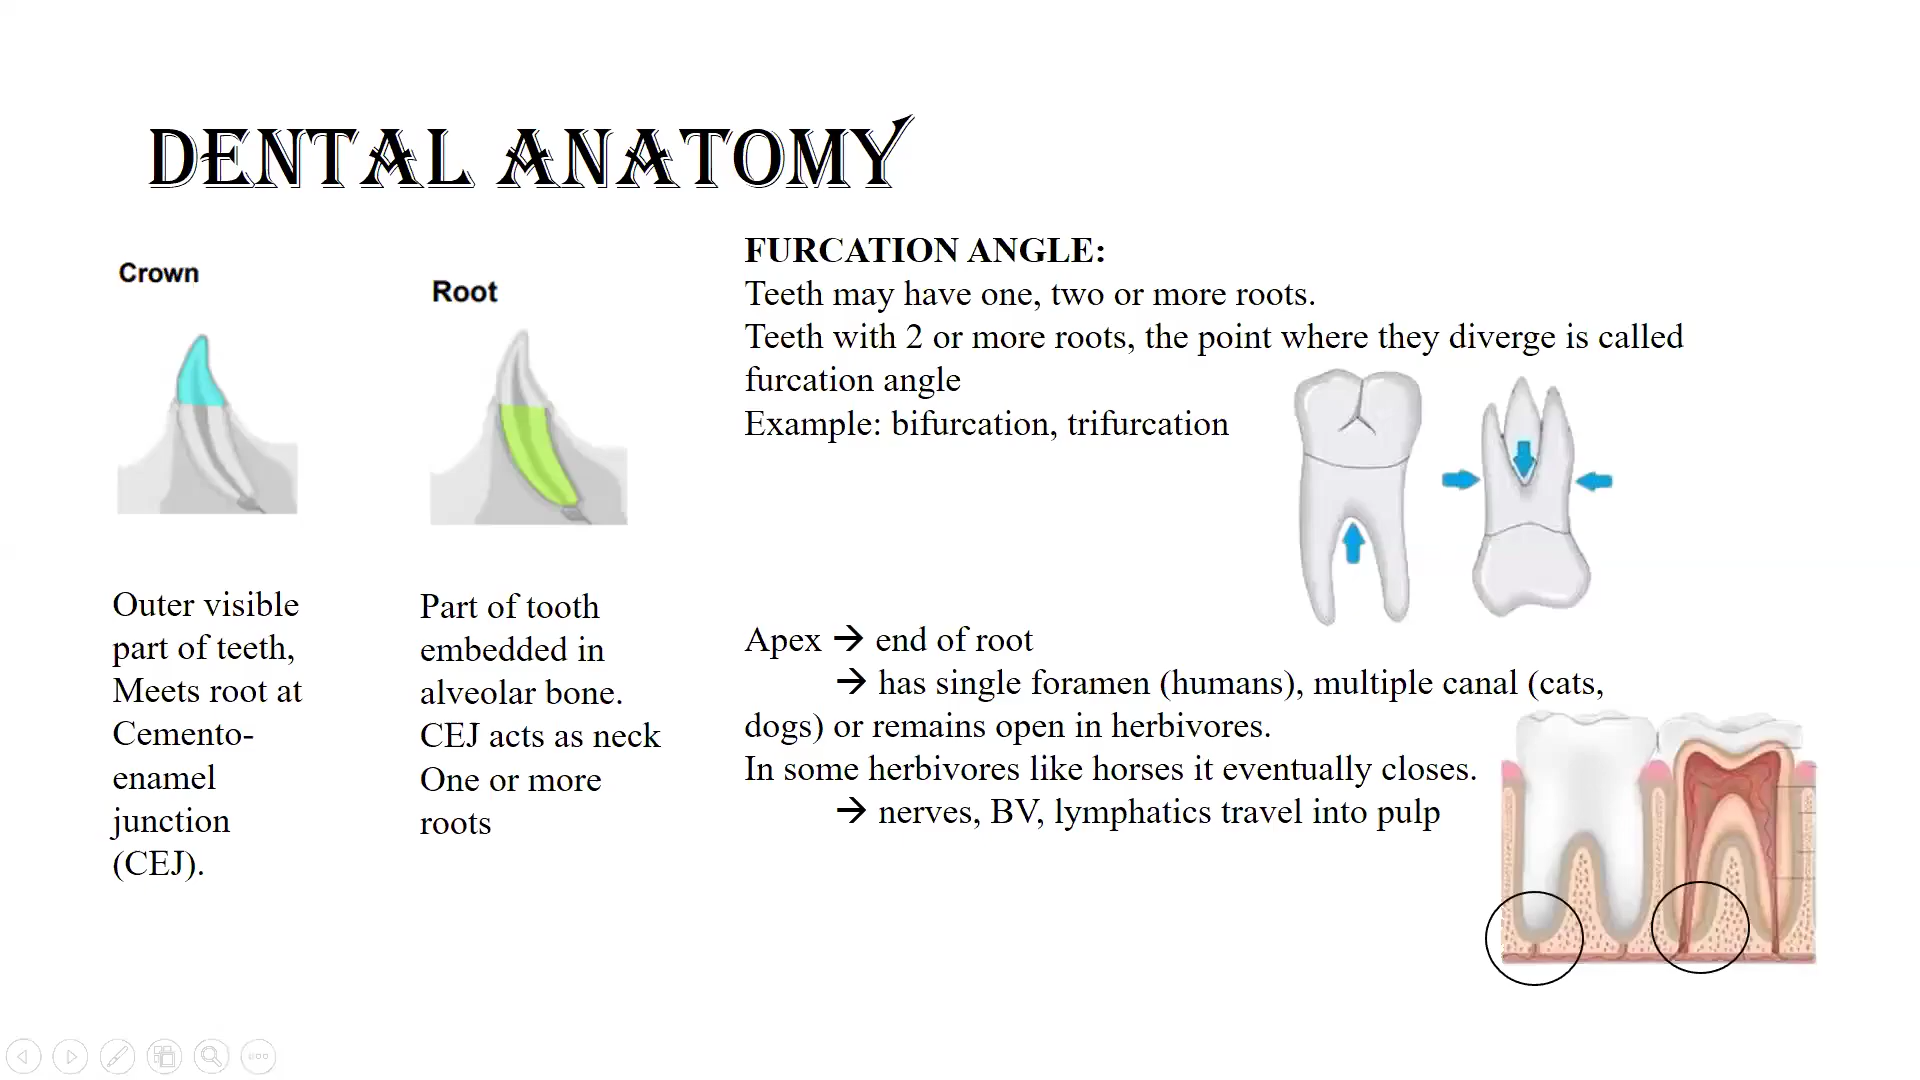 DENTAL ANATOMY
Crown
Outer visible
part of teeth,
Meets root at
Cemento-
enamel
junction
(CEJ).
Root
Part of tooth
embedded in
alveolar bone.
CEJ acts as neck
One or more
roots
FURCATION ANGLE:
Teeth may have one, two or more roots.
Teeth with 2 or more roots, the point where they diverge is called
furcation angle
Example: bifurcation, trifurcation
Apex → end of root
→ has single foramen (humans), multiple canal (cats,
dogs) or remains open in herbivores.
In some herbivores like horses it eventually closes.
→ nerves, BV, lymphatics travel into pulp